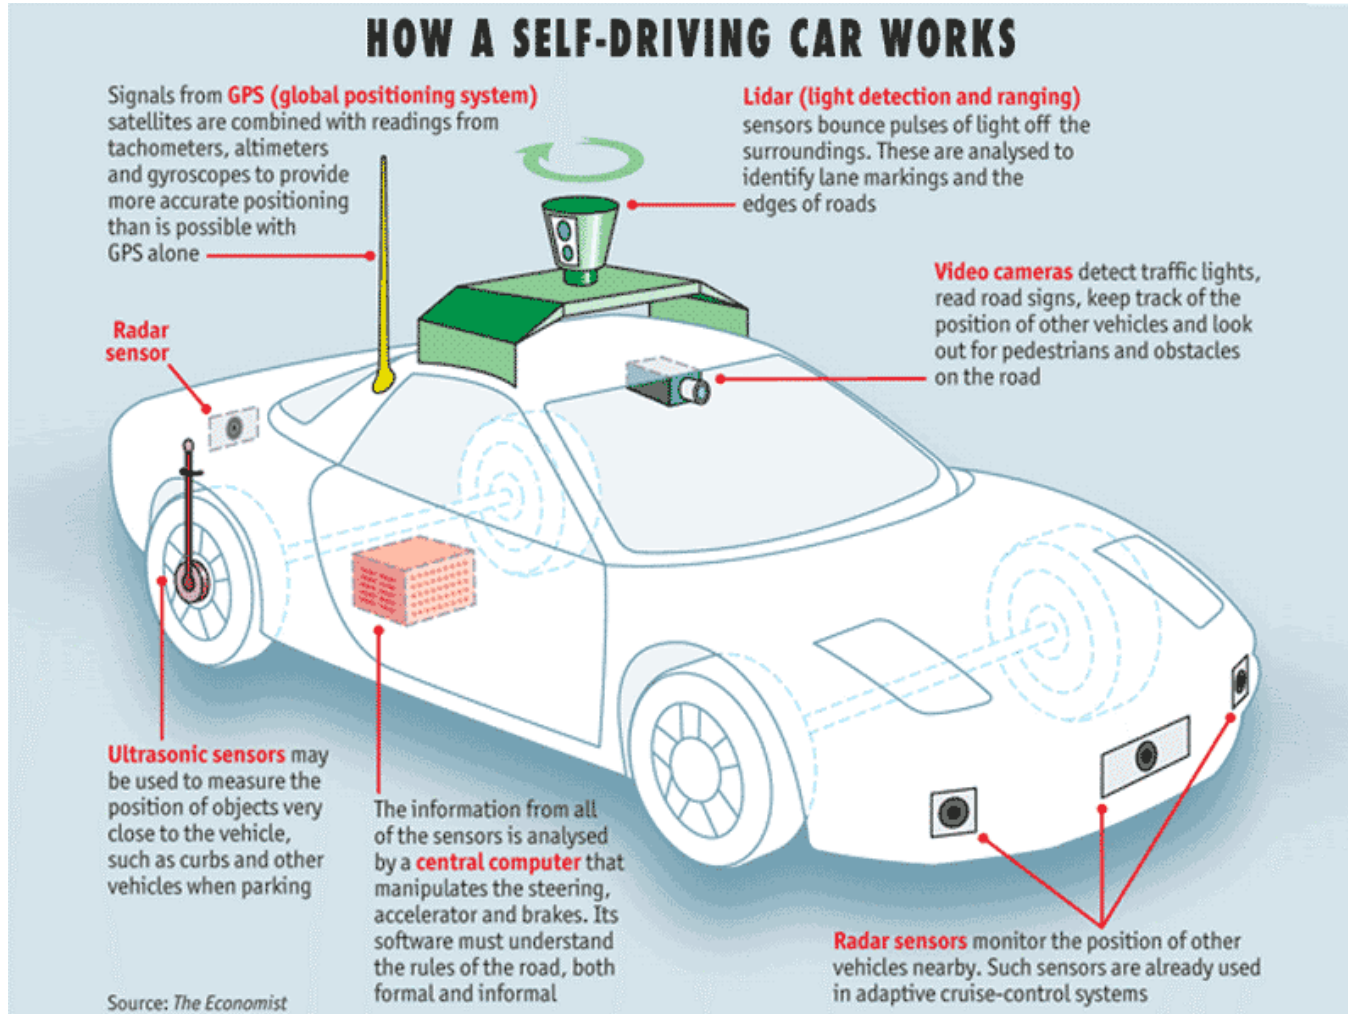 HOW A SELF-DRIVING CAR WORKS
Signals from GPS (global positioning system)
satellites are combined with readings from
tachometers, altimeters
and gyroscopes to provide
more accurate positioning
than is possible with
GPS alone
Lidar (light detection and ranging)
sensors bounce pulses of light off the
surroundings. These are analysed to
identify lane markings and the
edges of roads
Video cameras detect traffic lights,
read road signs, keep track of the
position of other vehicles and look
out for pedestrians and obstacles
on the road
Radar
sensor
Ultrasonic sensors may
be used to measure the
position of objects very
close to the vehicle,
such as curbs and other
vehicles when parking
The information from all
of the sensors is analysed
by a central computer that
manipulates the steering,
accelerator and brakes. Its
software must understand
the rules of the road, both
formal and informal
Radar sensors monitor the position of other
vehicles nearby. Such sensors are already used
in adaptive cruise-control systems
Source: The Economist